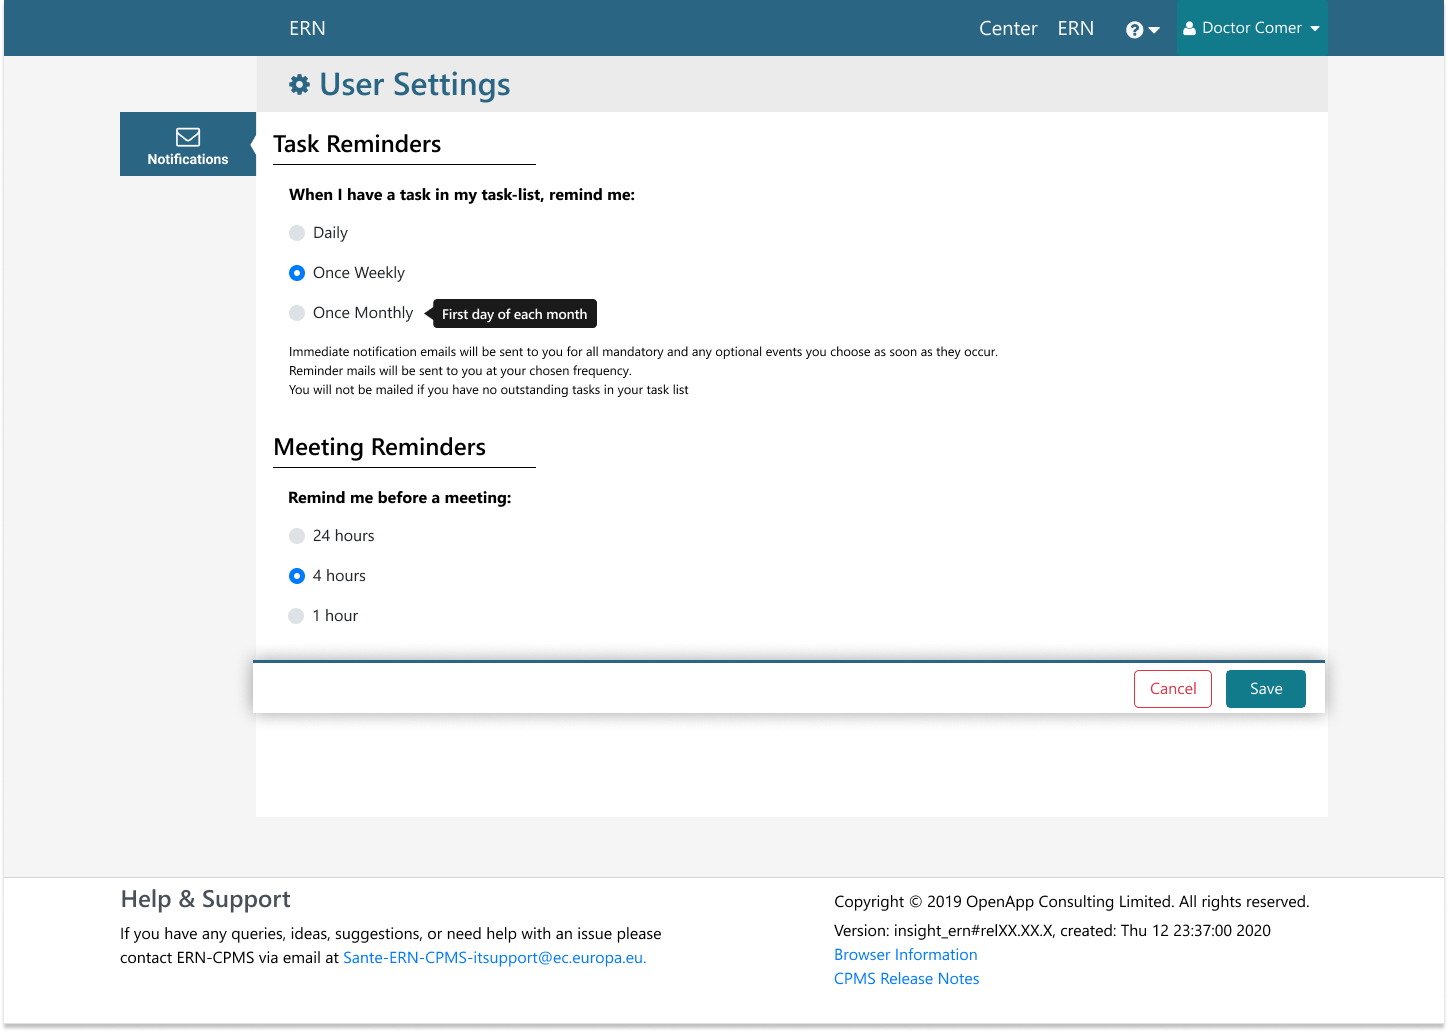 ERN
Center
ERN
Doctor Comer
User Settings
Notifications
Task Reminders
When I have a task in my task-list, remind me:
Daily
Once Weekly
Once Monthly
First day of each month
Immediate notification emails will be sent to you for all mandatory and any optional events you choose as soon as they occur.
Reminder mails will be sent to you at your chosen frequency.
You will not be mailed if you have no outstanding tasks in your task list
Meeting Reminders
Remind me before a meeting:
24 hours
4 hours
1 hour
Cancel
Save
Help & Support
If you have any queries, ideas, suggestions, or need help with an issue please
contact ERN-CPMS via email at Sante-ERN-CPMS-itsupport@ec.europa.eu.
Copyright © 2019 OpenApp Consulting Limited. All rights reserved.
Version: insight_ern#relXX.XX.X, created: Thu 12 23:37:00 2020
Browser Information
CPMS Release Notes